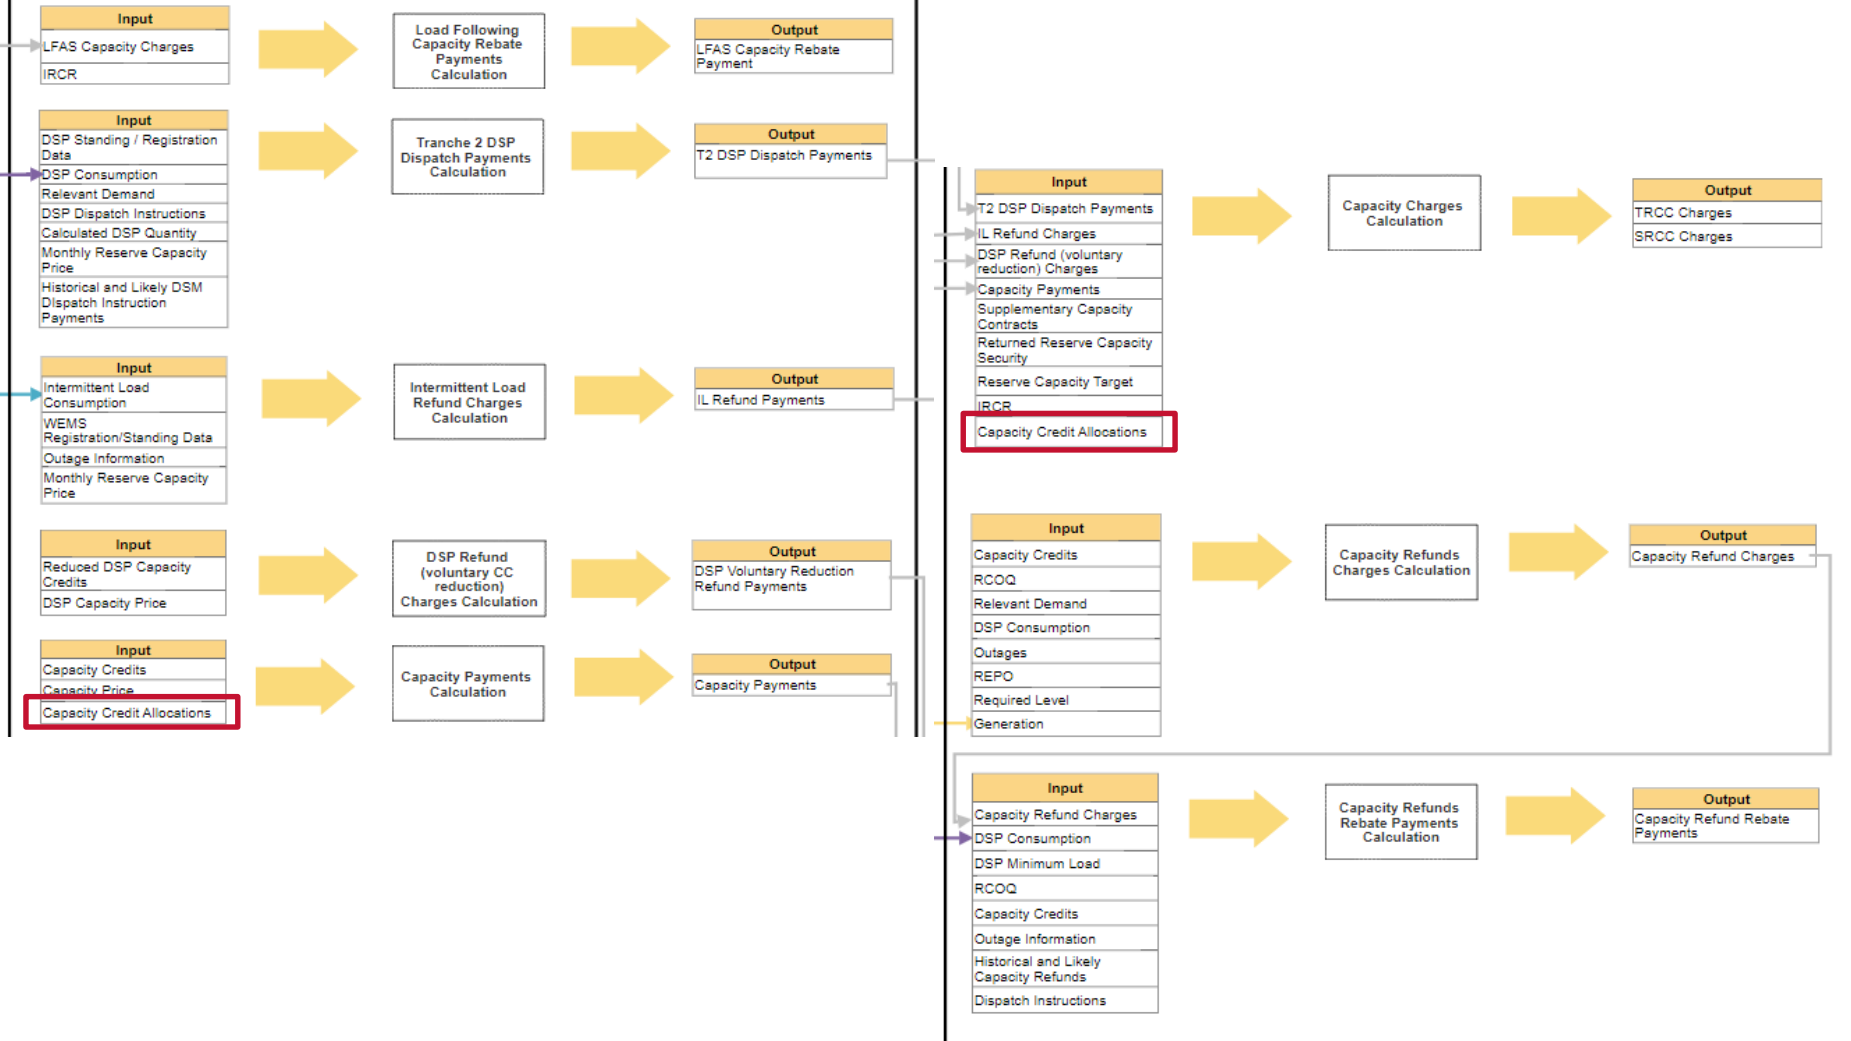 Input
LFAS Capacity Charges
IRCR
Load Following
Capacity Rebate
Payments
Calculation
Output
LFAS Capacity Rebate
Payment
Input
DSP Standing / Registration
Data
DSP Consumption
Relevant Demand
DSP Dispatch Instructions
Calculated DSP Quantity
Monthly Reserve Capacity
Price
Historical and Likely DSM
DIspatch Instruction
Payments
Tranche 2 DSP
Dispatch Payments
Calculation
Output
T2 DSP Dispatch Payments
Input
Intermittent Load
Consumption
WEMS
Registration/Standing Data
Outage Information
Monthly Reserve Capacity
Price
Intermittent Load
Refund Charges
Calculation
Output
IL Refund Payments
Input
Reduced DSP Capacity
Credits
DSP Capacity Price
DSP Refund
(voluntary CC
reduction)
Charges Calculation
Output
DSP Voluntary Reduction
Refund Payments
Input
Capacity Credits
Capacity Price
Capacity Credit Allocations
Capacity Payments
Calculation
Output
Capacity Payments
Input
T2 DSP Dispatch Payments
IL Refund Charges
DSP Refund (voluntary
reduction) Charges
Capacity Payments
Supplementary Capacity
Contracts
Returned Reserve Capacity
Security
Reserve Capacity Target
IRCR
Capacity Credit Allocations
Capacity Charges
Calculation
Output
TRCC Charges
SRCC Charges
Input
Capacity Credits
RCOQ
Relevant Demand
DSP Consumption
Outages
REPO
Required Level
Generation
Capacity Refunds
Charges Calculation
Output
Capacity Refund Charges
Input
Capacity Refund Charges
DSP Consumption
DSP Minimum Load
RCOQ
Capacity Credits
Outage Information
Historical and Likely
Capacity Refunds
Dispatch Instructions
Capacity Refunds
Rebate Payments
Calculation
Output
Capacity Refund Rebate
Payments